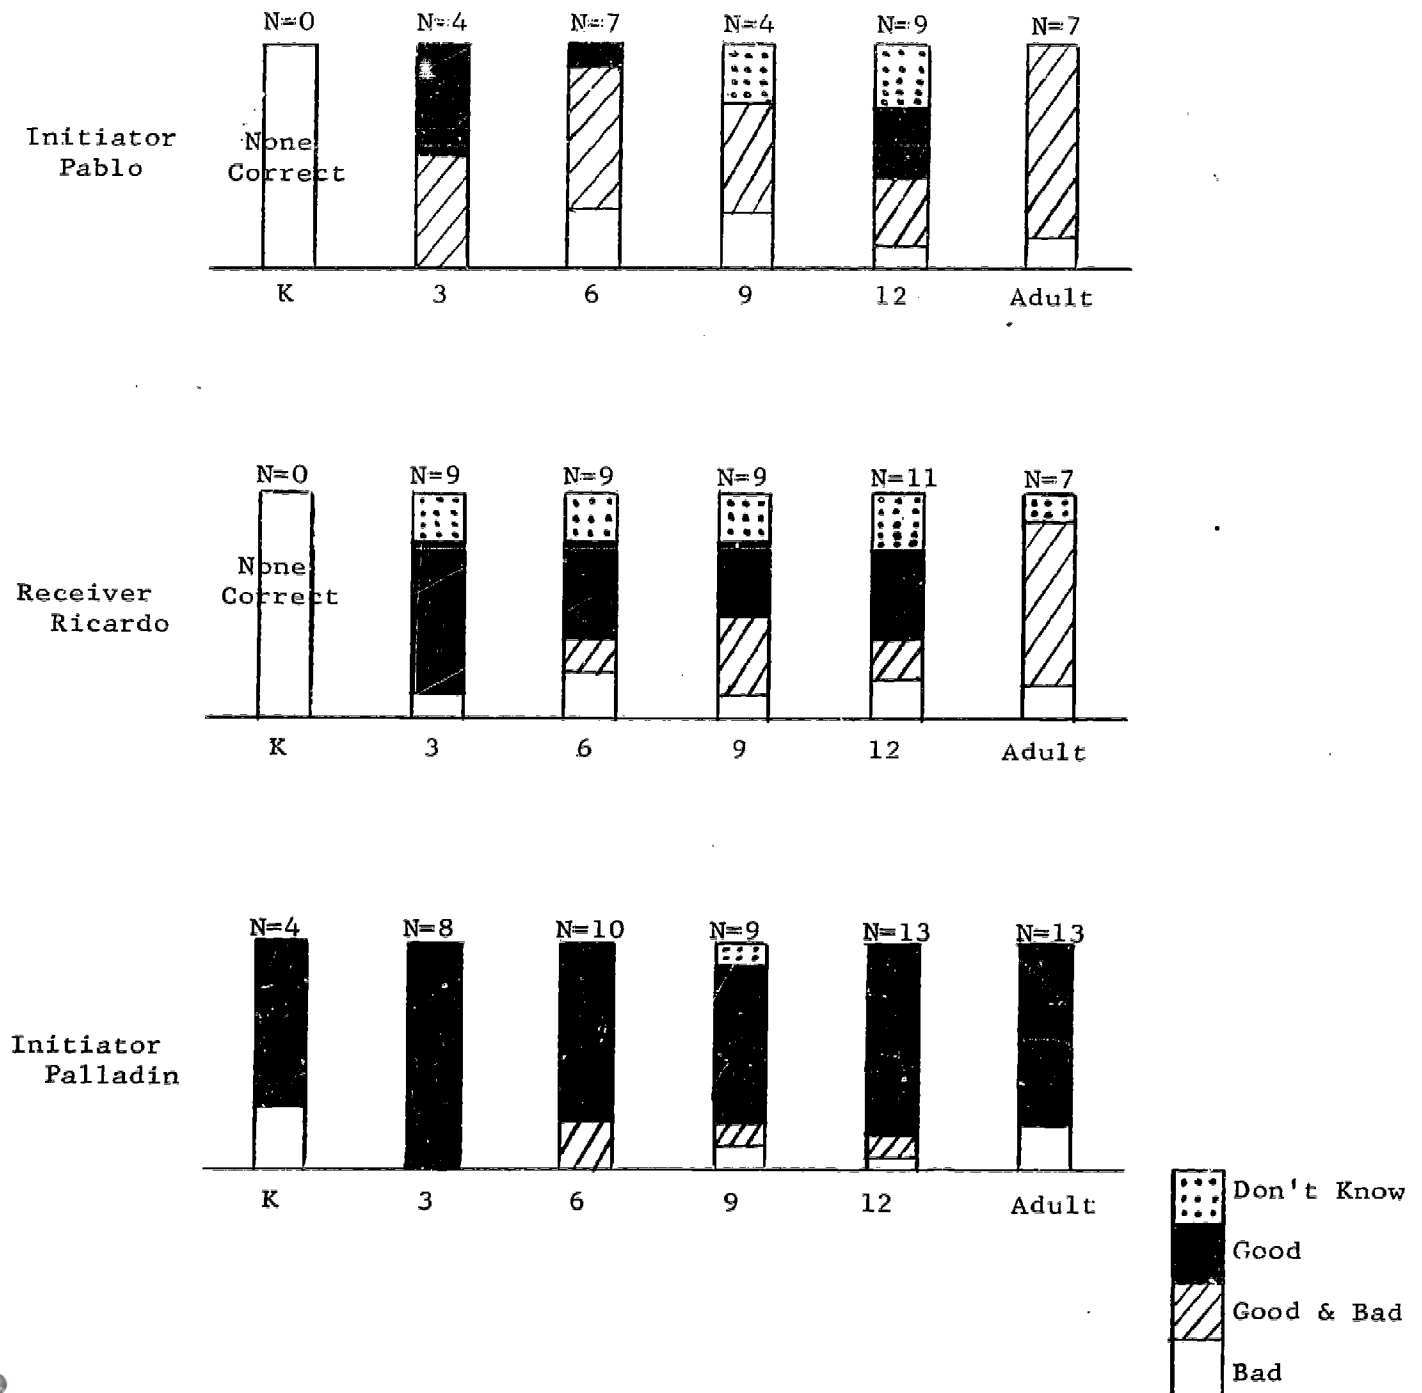 N=0 N=4 N=7 N=4 N=9 N=7
Initiator
Pablo
None
Correct
K 3 6 9 12 Adult
N=0 N=9 N=9 N=9 N=11 N=7
Receiver
Ricardo
None
Correct
K 3 6 9 12 Adult
N=4 N=8 N=10 N=9 N=13 N=13
Initiator
Palladin
K 3 6 9 12 Adult
Don't Know
Good
Good & Bad
Bad